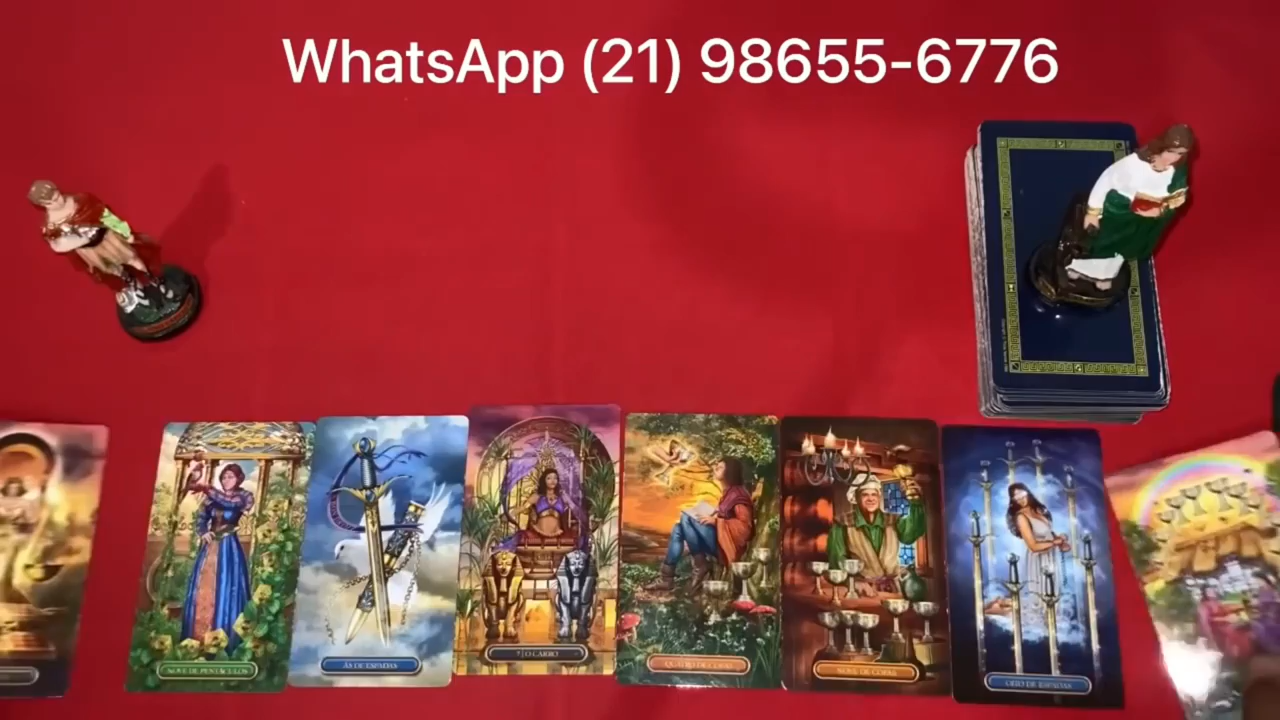 WhatsApp (21) 98655-6776
NOVE DE PENTÁCULOS
ÁS DE ESPADAS
7 | O CARRO
QUATRO DE COPAS
NOVE DE COPAS
OITO DE ESPADAS